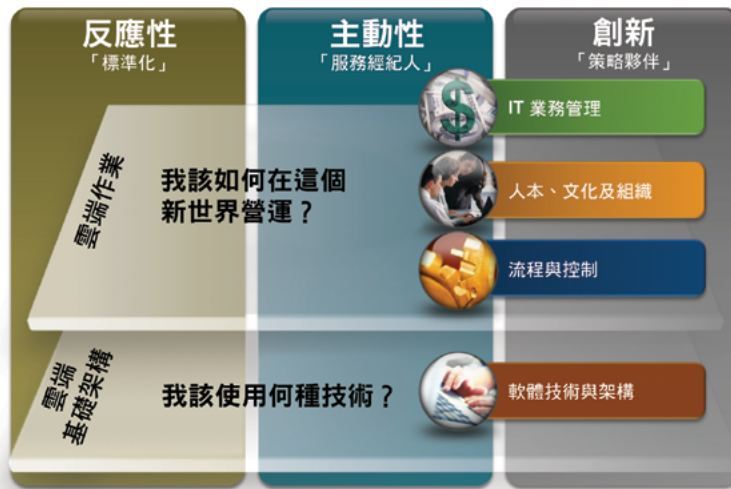 反應性
「標準化」
主動性
「服務經紀人」
創新
「策略夥伴」
雲端作業
我該如何在這個
新世界營運？
IT 業務管理
人本、文化及組織
流程與控制
雲端
基礎架構
我該使用何種技術？
軟體技術與架構